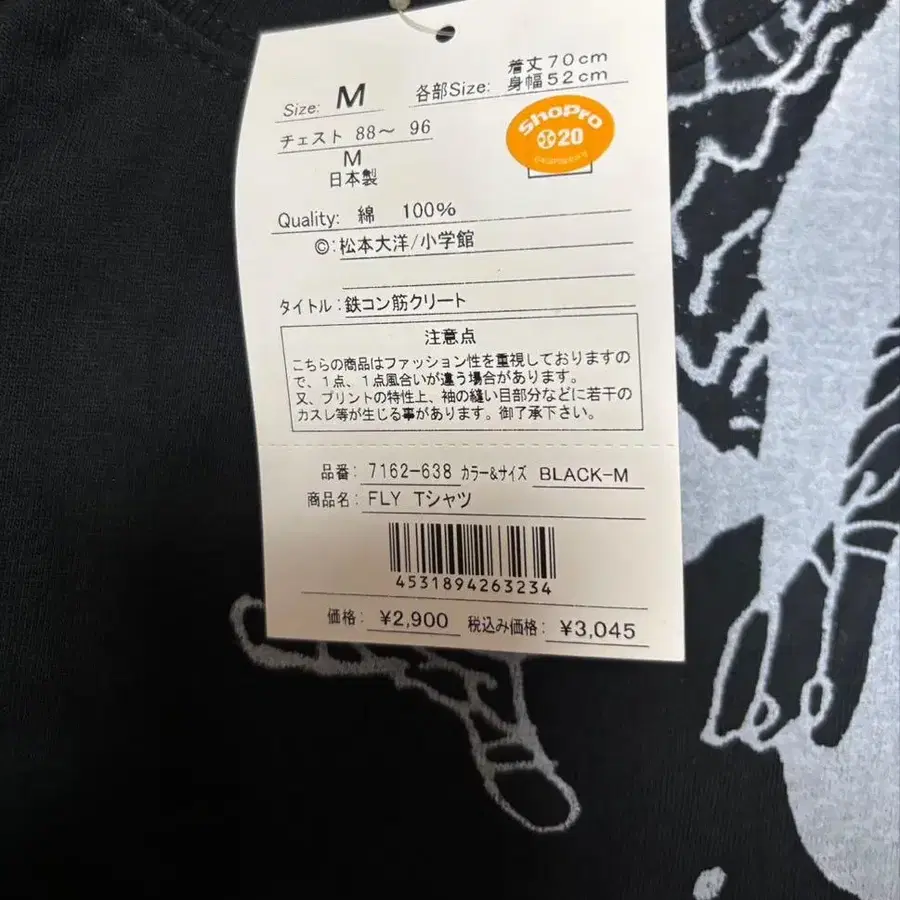 Size: M 各部Size: 着丈70cm
身幅52cm
チェスト 88～ 96
M
日本製
ShoPro
20
Quality: 綿 100%
©:松本大洋/小学館
タイトル:鉄コン筋クリート
注意点
こちらの商品はファッション性を重視しておりますの
で、1点、1点風合いが違う場合があります。
又、プリントの特性上、袖の縫い目部分などに若干の
カスレ等が生じる事があります。御了承下さい。
品番: 7162-638 カラー&サイズ BLACK-M
商品名: FLY Tシャツ
4531894263234
価格: ¥2,900 税込み価格: ¥3,045